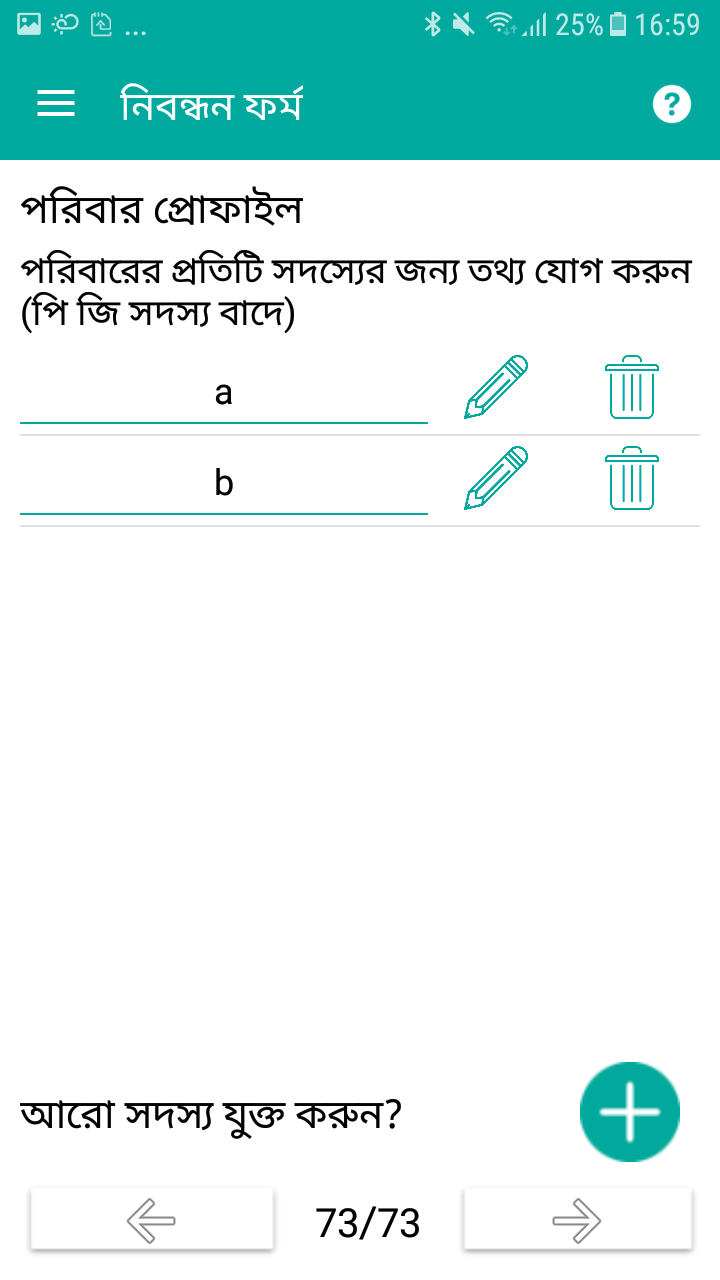 ... 25% 16:59
নিবন্ধন ফর্ম ?
পরিবার প্রোফাইল
পরিবারের প্রতিটি সদস্যের জন্য তথ্য যোগ করুন
(পি জি সদস্য বাদে)
a
b
আরো সদস্য যুক্ত করুন?
73/73